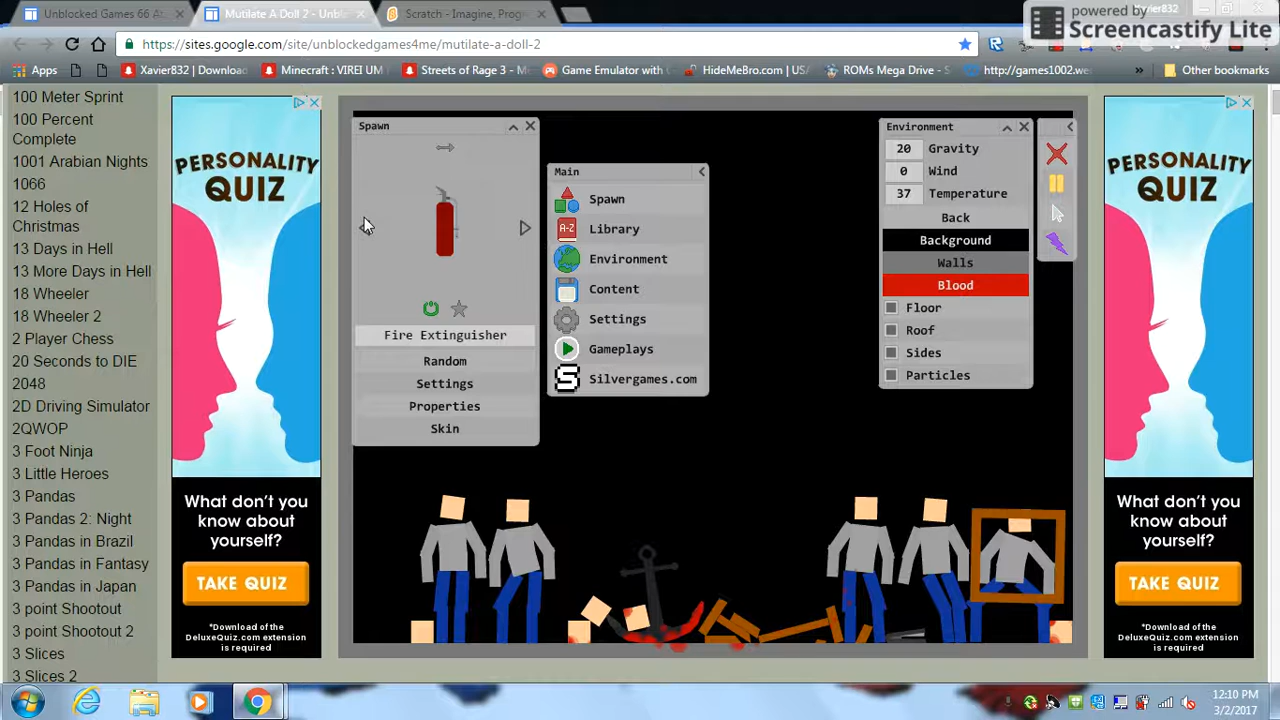 Unblocked Games 66 At
Mutilate A Doll 2 - Unbl
Scratch - Imagine, Prog
Xavier832
powered by
Screencastify Lite
https://sites.google.com/site/unblockedgames4me/mutilate-a-doll-2
Apps
Xavier832 | Download
Minecraft : VIREI UM
Streets of Rage 3 - M
Game Emulator with
HideMeBro.com | US
ROMs Mega Drive -
http://games1002.we
»
Other bookmarks
100 Meter Sprint
100 Percent
Complete
1001 Arabian Nights
1066
12 Holes of
Christmas
13 Days in Hell
13 More Days in Hell
18 Wheeler
18 Wheeler 2
2 Player Chess
20 Seconds to DIE
2048
2D Driving Simulator
2QWOP
3 Foot Ninja
3 Little Heroes
3 Pandas
3 Pandas 2: Night
3 Pandas in Brazil
3 Pandas in Fantasy
3 Pandas in Japan
3 point Shootout
3 point Shootout 2
3 Slices
3 Slices 2
PERSONALITY
QUIZ
What don't you
know about
yourself?
TAKE QUIZ
*Download of the
DeluxeQuiz.com extension
is required
Spawn
Fire Extinguisher
Random
Settings
Properties
Skin
Main
Spawn
A-Z
Library
Environment
Content
Settings
Gameplays
S
Silvergames.com
Environment
20 Gravity
0 Wind
37 Temperature
Back
Background
Walls
Blood
Floor
Roof
Sides
Particles
PERSONALITY
QUIZ
What don't you
know about
yourself?
TAKE QUIZ
*Download of the
DeluxeQuiz.com extension
is required
12:10 PM
3/2/2017